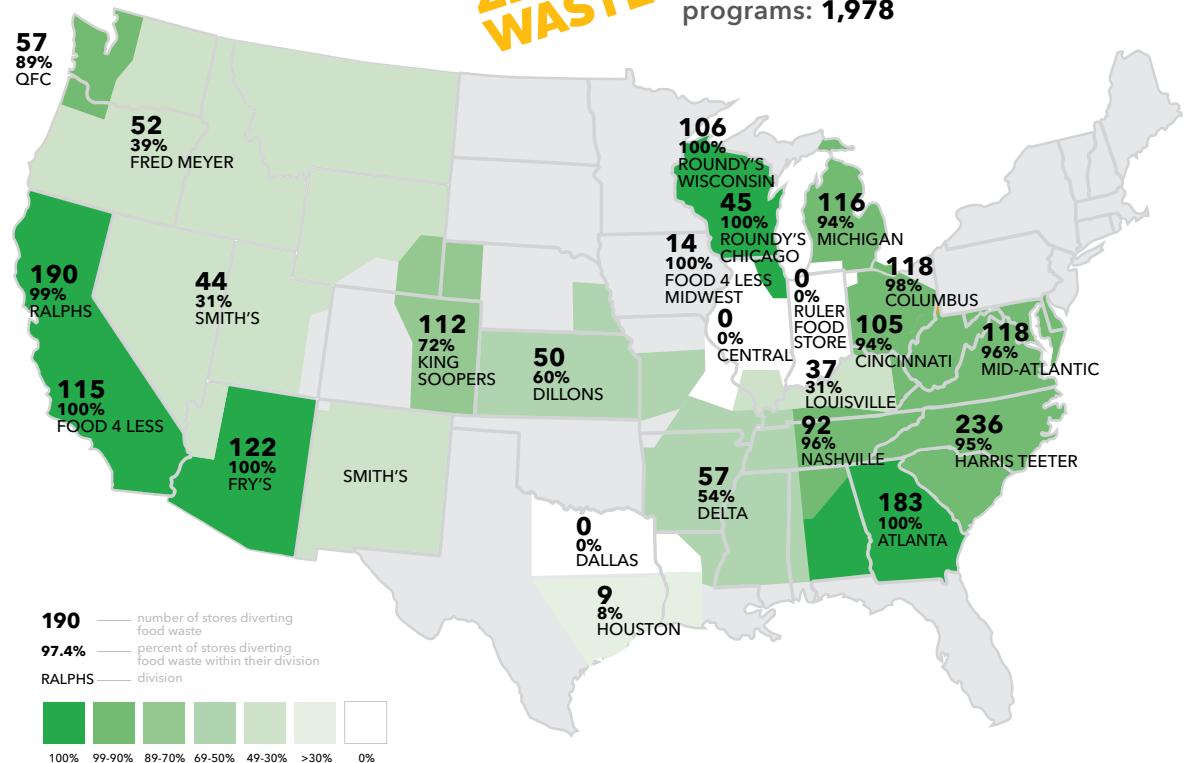 WASTE
programs: 1,978
57
89%
QFC
52
39%
FRED MEYER
106
100%
ROUNDY'S
WISCONSIN
45
100%
ROUNDY'S
CHICAGO
116
94%
MICHIGAN
14
100%
FOOD 4 LESS
MIDWEST
118
98%
COLUMBUS
190
99%
RALPHS
44
31%
SMITH'S
0
0%
RULER
FOOD
STORE
0
0%
CENTRAL
112
72%
KING
SOOPERS
50
60%
DILLONS
105
94%
CINCINNATI
118
96%
MID-ATLANTIC
37
31%
LOUISVILLE
115
100%
FOOD 4 LESS
122
100%
FRY'S
SMITH'S
92
96%
NASHVILLE
236
95%
HARRIS TEETER
57
54%
DELTA
183
100%
ATLANTA
0
0%
DALLAS
9
8%
HOUSTON
190
number of stores diverting
food waste
97.4%
percent of stores diverting
food waste within their division
RALPHS
division
100% 99-90% 89-70% 69-50% 49-30% >30% 0%